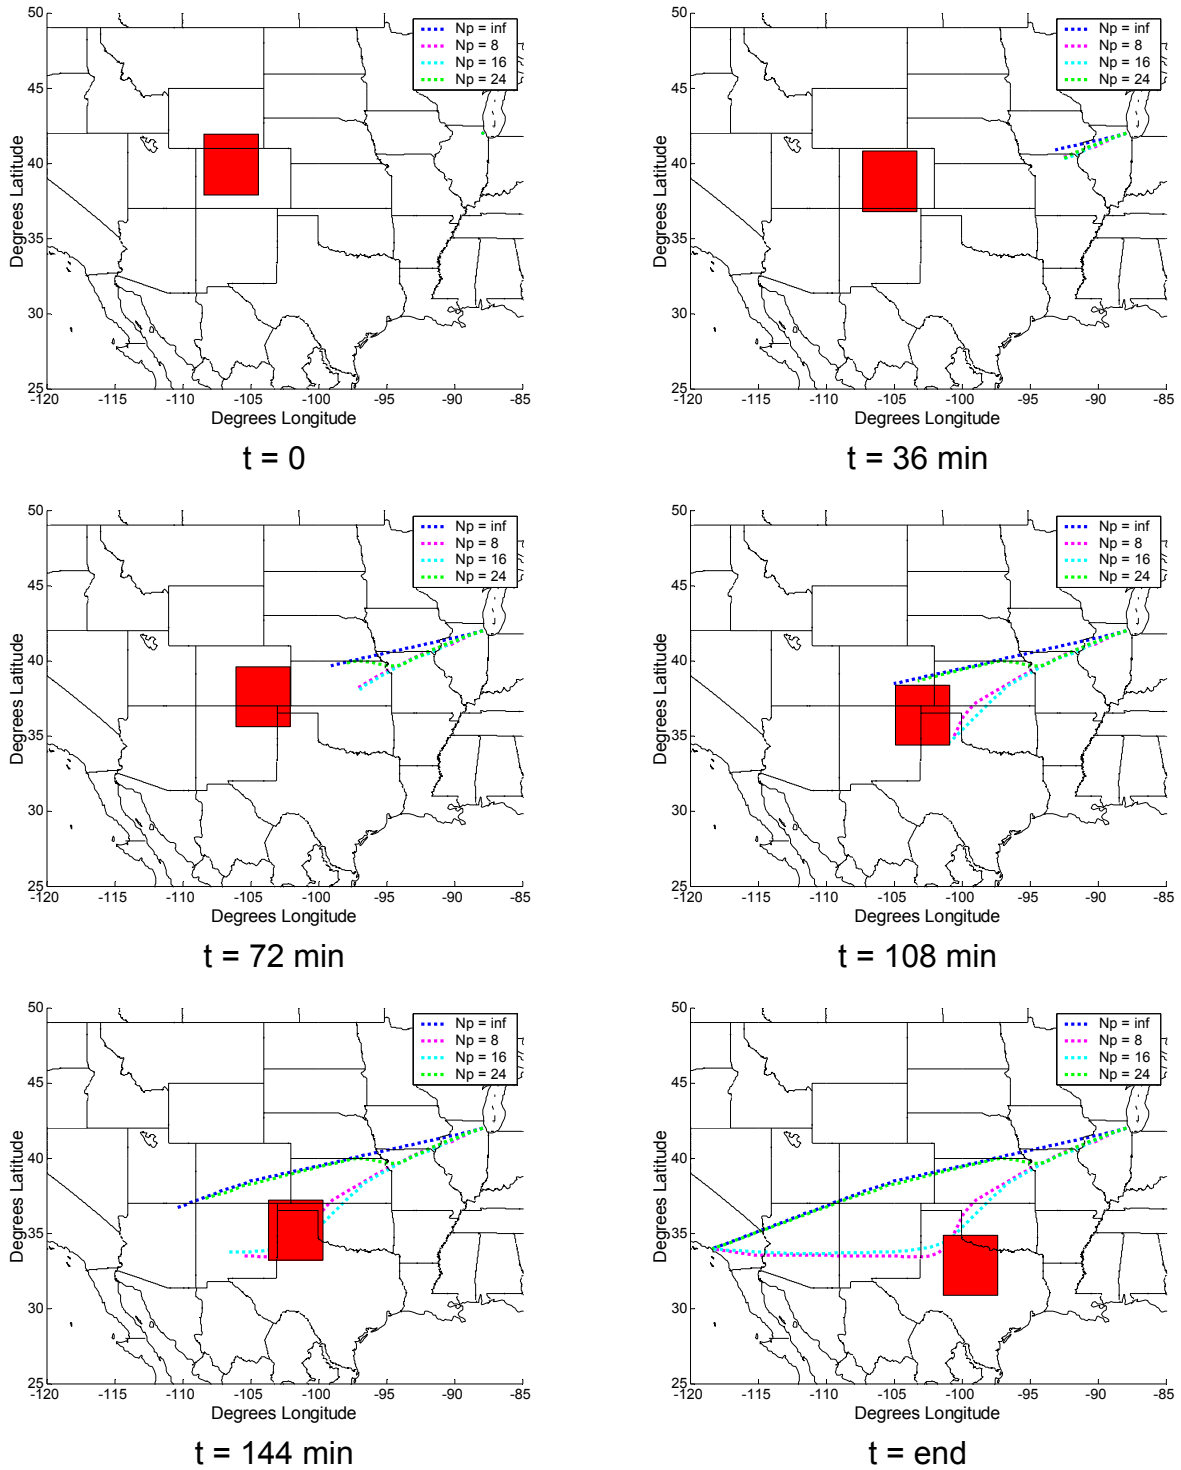 50
45
40
35
30
25
-120
-115
-110
-105
-100
-95
-90
-85
Degrees Latitude
Degrees Longitude
Np = inf
Np = 8
Np = 16
Np = 24
t = 0
50
45
40
35
30
25
-120
-115
-110
-105
-100
-95
-90
-85
Degrees Latitude
Degrees Longitude
Np = inf
Np = 8
Np = 16
Np = 24
t = 36 min
50
45
40
35
30
25
-120
-115
-110
-105
-100
-95
-90
-85
Degrees Latitude
Degrees Longitude
Np = inf
Np = 8
Np = 16
Np = 24
t = 72 min
50
45
40
35
30
25
-120
-115
-110
-105
-100
-95
-90
-85
Degrees Latitude
Degrees Longitude
Np = inf
Np = 8
Np = 16
Np = 24
t = 108 min
50
45
40
35
30
25
-120
-115
-110
-105
-100
-95
-90
-85
Degrees Latitude
Degrees Longitude
Np = inf
Np = 8
Np = 16
Np = 24
t = 144 min
50
45
40
35
30
25
-120
-115
-110
-105
-100
-95
-90
-85
Degrees Latitude
Degrees Longitude
Np = inf
Np = 8
Np = 16
Np = 24
t = end